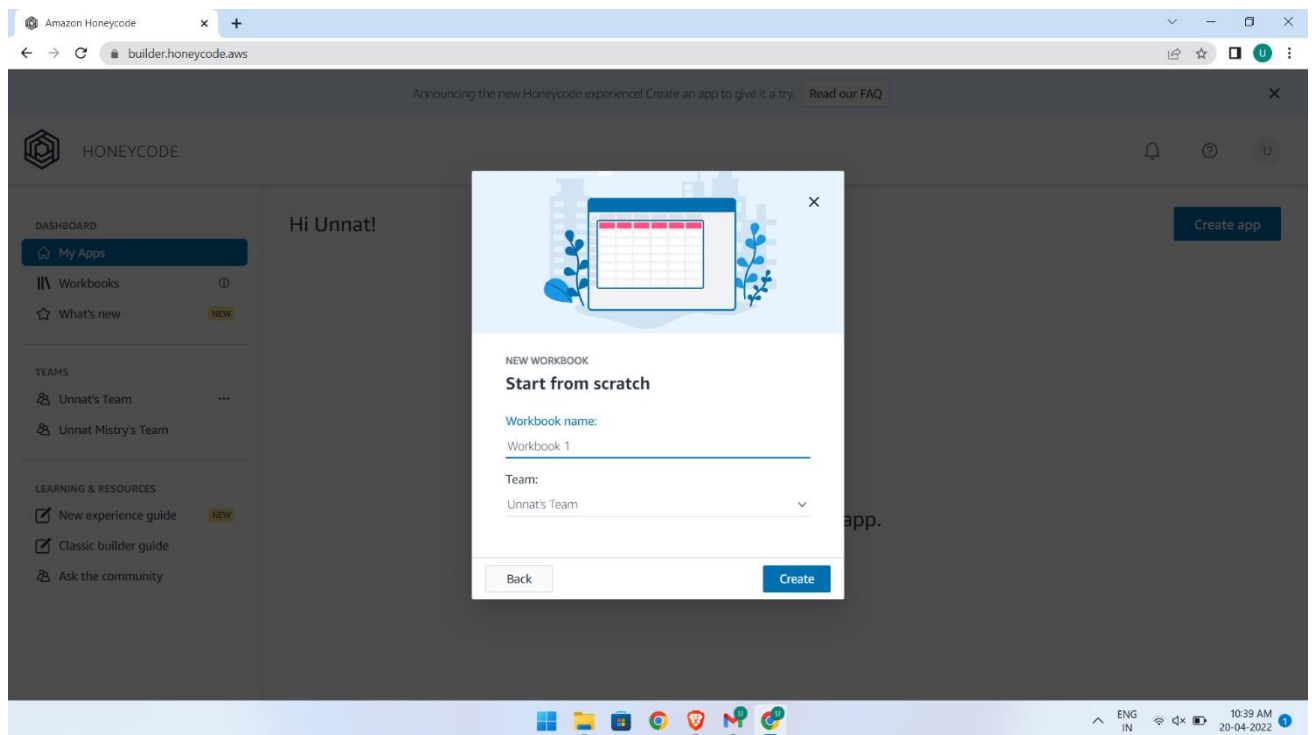 Amazon Honeycode
builder.honeycode.aws
U
Announcing the new Honeycode experience! Create an app to give it a try. Read our FAQ
HONEYCODE
U
DASHBOARD
My Apps
Workbooks
What's new NEW
TEAMS
Unnat's Team
Unnat Mistry's Team
LEARNING & RESOURCES
New experience guide NEW
Classic builder guide
Ask the community
Hi Unnat!
Create app
NEW WORKBOOK
Start from scratch
Workbook name:
Workbook 1
Team:
Unnat's Team
app.
Back Create
ENG
IN
10:39 AM
20-04-2022
1